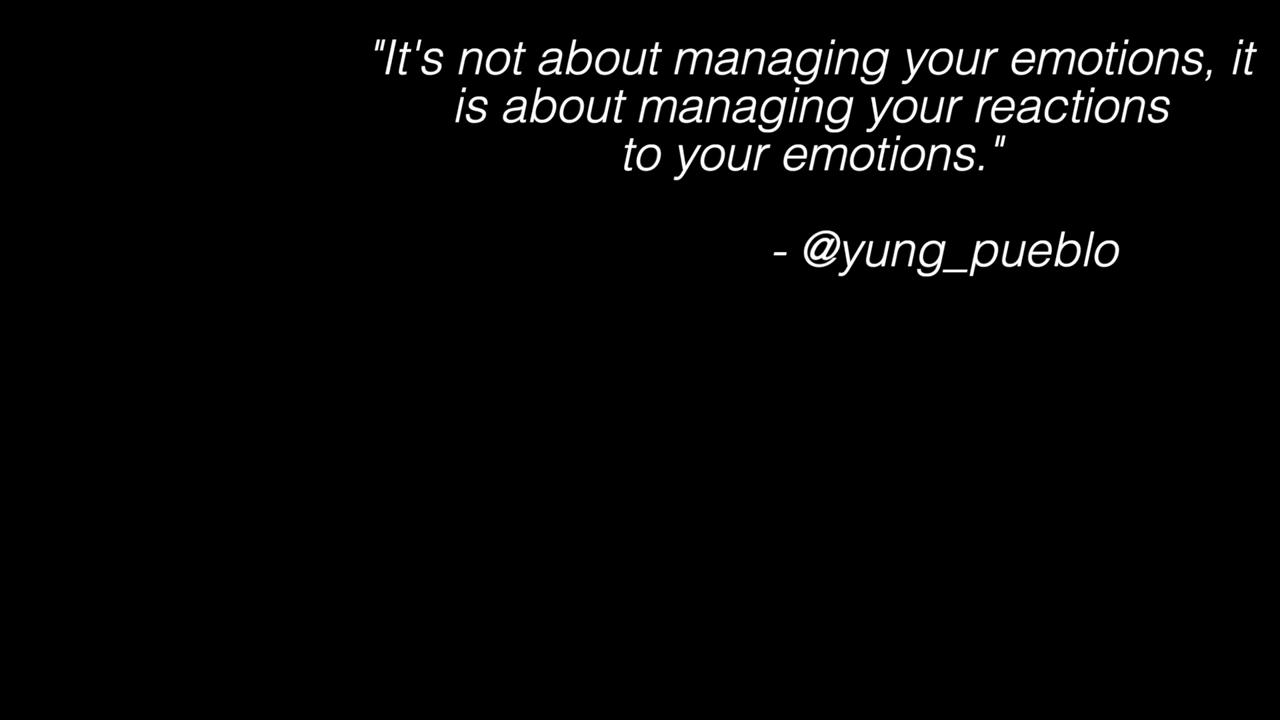 "It's not about managing your emotions, it
is about managing your reactions
to your emotions."
- @yung_pueblo